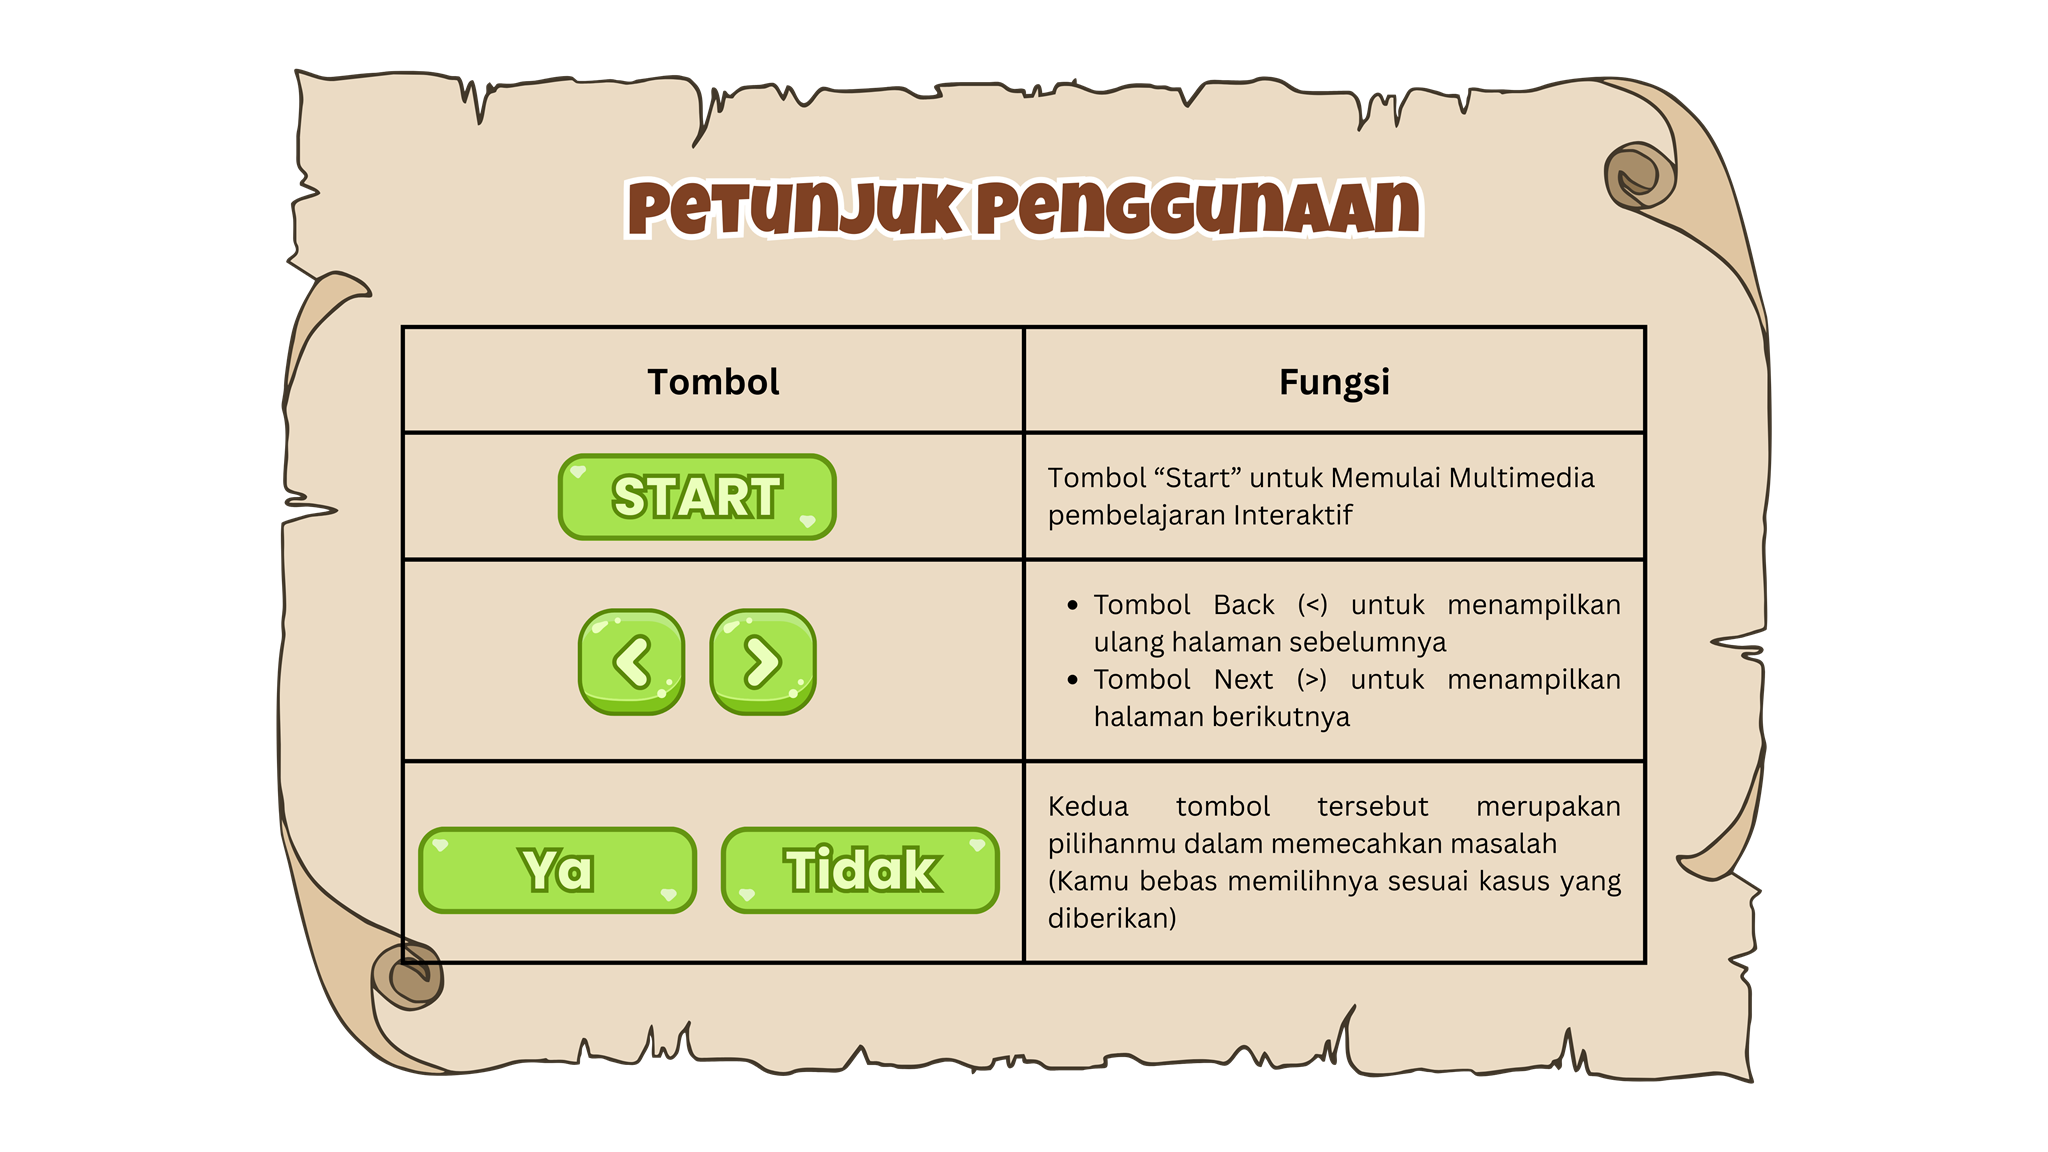 Petunjuk Penggunaan
Tombol
Fungsi
START
Tombol “Start” untuk Memulai Multimedia
pembelajaran Interaktif
< >
• Tombol Back (<) untuk menampilkan
ulang halaman sebelumnya
• Tombol Next (>) untuk menampilkan
halaman berikutnya
Ya
Tidak
Kedua tombol tersebut merupakan
pilihanmu dalam memecahkan masalah
(Kamu bebas memilihnya sesuai kasus yang
diberikan)